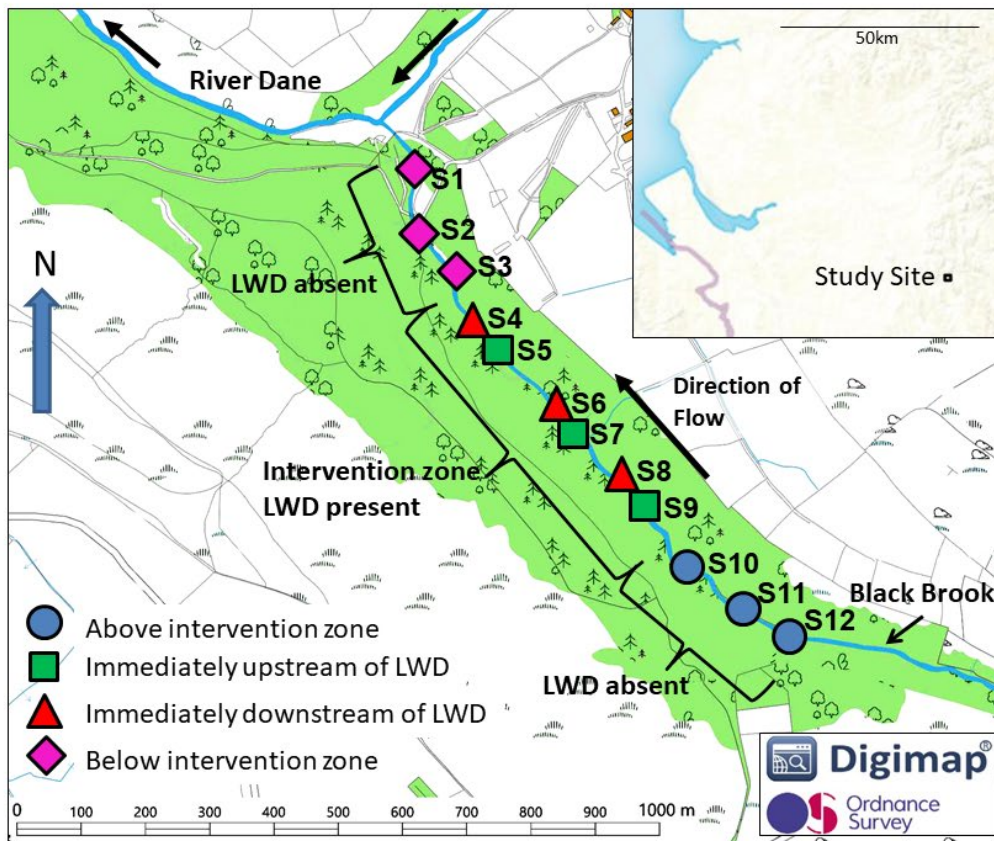 50km
River Dane
Study Site
S1
S2
LWD absent
S3
N
S4
S5
Direction of
Flow
S6
S7
Intervention zone
LWD present
S8
S9
S10
S11
Black Brook
S12
LWD absent
Above intervention zone
Immediately upstream of LWD
Immediately downstream of LWD
Below intervention zone
Digimap®
Ordnance
Survey
0 100 200 300 400 500 600 700 800 900 1000 m